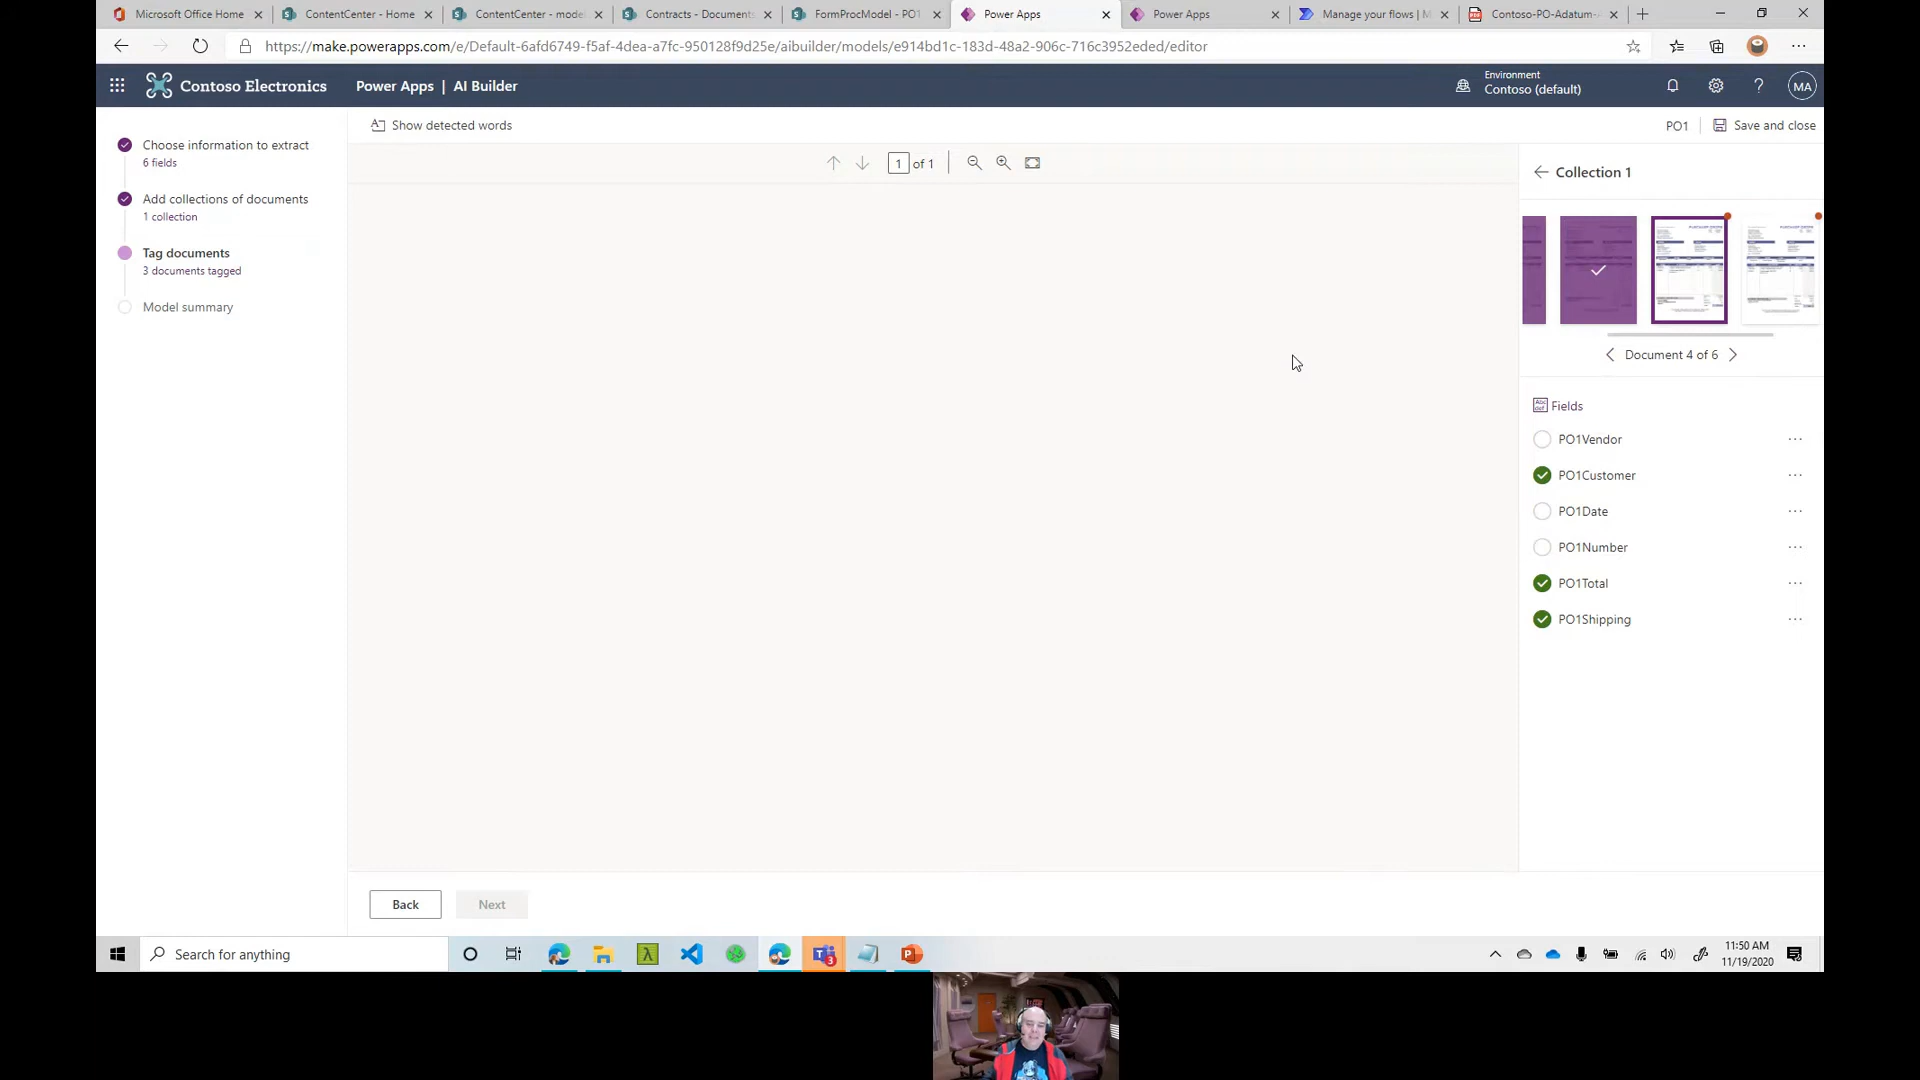 Microsoft Office Home
ContentCenter - Home
ContentCenter - mode
Contracts - Document
FormProcModel - PO1
Power Apps
Power Apps
Manage your flows | M
Contoso-PO-Adatum-
https://make.powerapps.com/e/Default-6afd6749-f5af-4dea-a7fc-950128f9d25e/aibuilder/models/e914bd1c-183d-48a2-906c-716c3952eded/editor
Contoso Electronics
Power Apps | AI Builder
Environment
Contoso (default)
MA
Choose information to extract
6 fields
Add collections of documents
1 collection
Tag documents
3 documents tagged
Model summary
Show detected words
PO1
Save and close
1 of 1
Collection 1
Document 4 of 6
Fields
PO1Vendor
PO1Customer
PO1Date
PO1Number
PO1Total
PO1Shipping
Back
Next
Search for anything
11:50 AM
11/19/2020